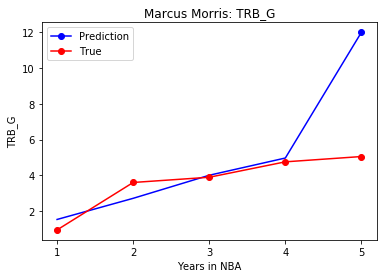 Marcus Morris: TRB_G
Prediction
True
12
10
8
6
4
2
TRB_G
1 2 3 4 5
Years in NBA